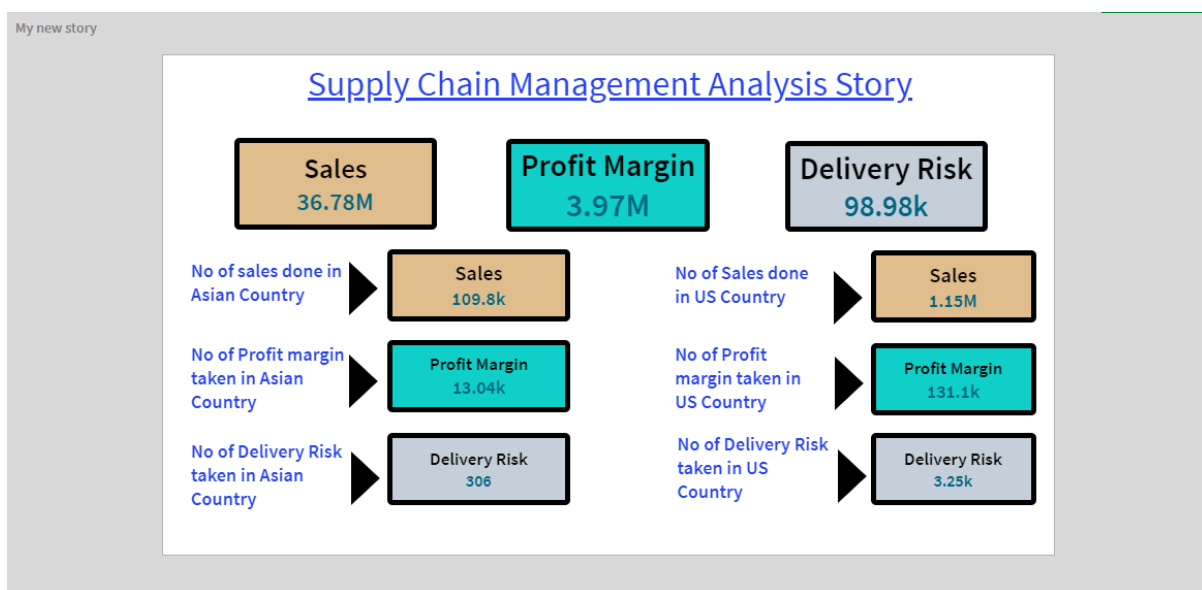 My new story
Supply Chain Management Analysis Story
Sales
36.78M
Profit Margin
3.97M
Delivery Risk
98.98k
No of sales done in
Asian Country
Sales
109.8k
No of Profit margin
taken in Asian
Country
Profit Margin
13.04k
No of Delivery Risk
taken in Asian
Country
Delivery Risk
306
No of Sales done
in US Country
Sales
1.15M
No of Profit
margin taken in
US Country
Profit Margin
131.1k
No of Delivery Risk
taken in US
Country
Delivery Risk
3.25k